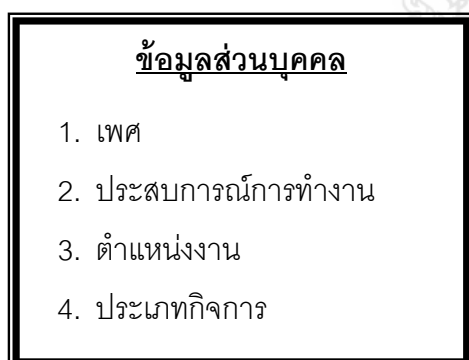 ข้อมูลส่วนบุคคล
1. เพศ
2. ประสบการณ์การทำงาน
3. ตำแหน่งงาน
4. ประเภทกิจการ